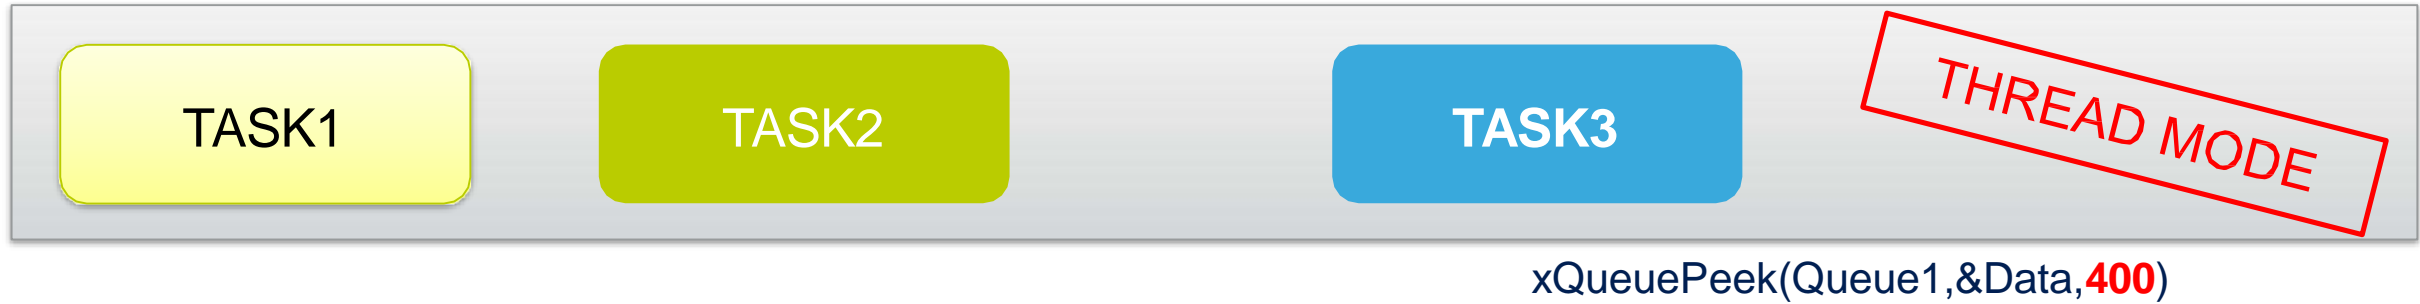 TASK1
TASK2
TASK3
THREAD MODE
xQueuePeek(Queue1,&Data,400)